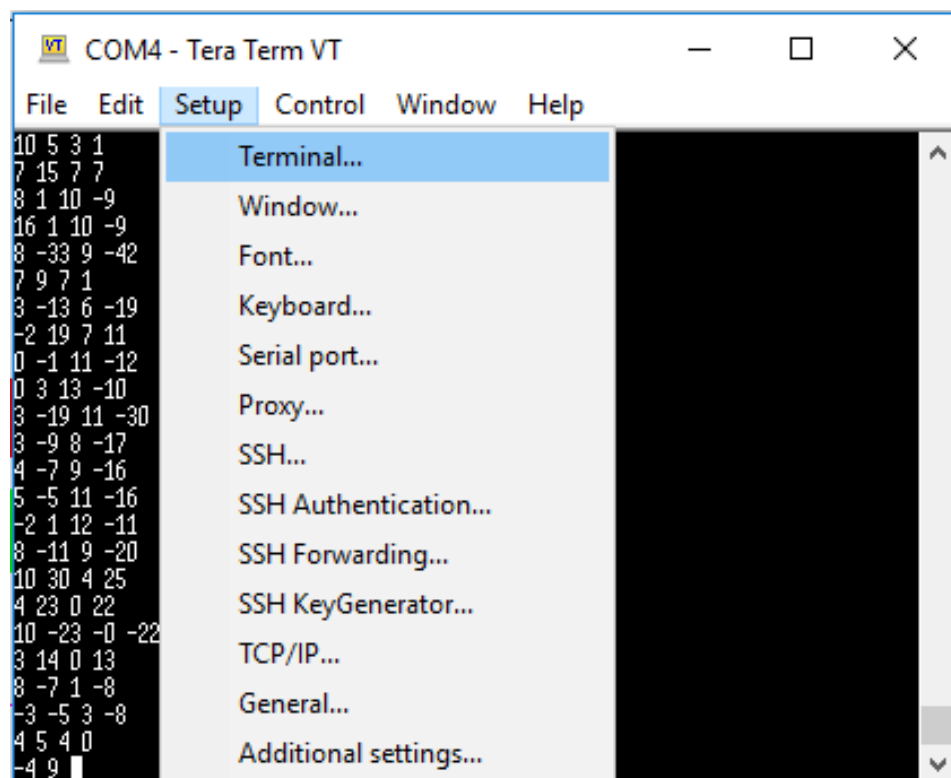 COM4 - Tera Term VT
File Edit Setup Control Window Help
10 5 3 1
7 15 7 7
8 1 10 -9
16 1 10 -9
8 -33 9 -42
7 9 7 1
3 -13 6 -19
-2 19 7 11
0 -1 11 -12
0 3 13 -10
3 -19 11 -30
3 -9 8 -17
4 -7 9 -16
5 -5 11 -16
-2 1 12 -11
8 -11 9 -20
10 30 4 25
4 23 0 22
10 -23 -0 -22
3 14 0 13
8 -7 1 -8
-3 -5 3 -8
4 5 4 0
-4 9
Terminal...
Window...
Font...
Keyboard...
Serial port...
Proxy...
SSH...
SSH Authentication...
SSH Forwarding...
SSH KeyGenerator...
TCP/IP...
General...
Additional settings...